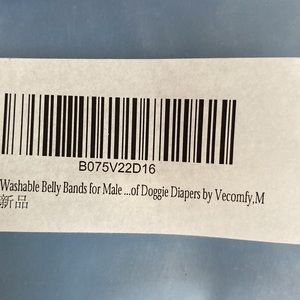 B075V22D16
Washable Belly Bands for Male ...of Doggie Diapers by Vecomfy,M
新品